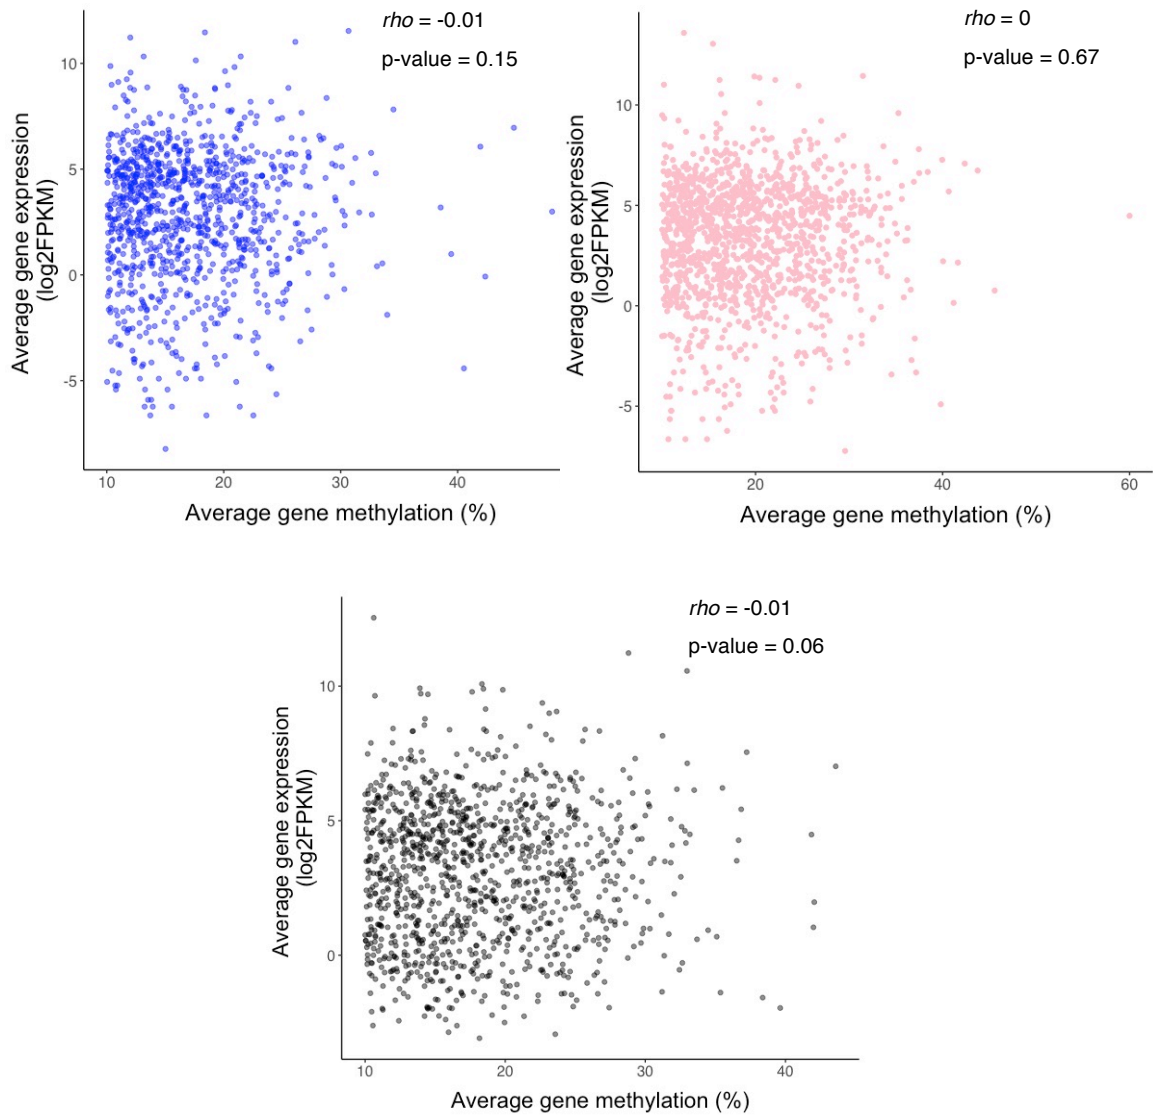 rho = -0.01
p-value = 0.15
10
5
0
-5
Average gene expression
(log2FPKM)
10
20
30
40
Average gene methylation (%)
rho = 0
p-value = 0.67
10
5
0
-5
Average gene expression
(log2FPKM)
20
40
60
Average gene methylation (%)
rho = -0.01
p-value = 0.06
10
5
0
Average gene expression
(log2FPKM)
10
20
30
40
Average gene methylation (%)